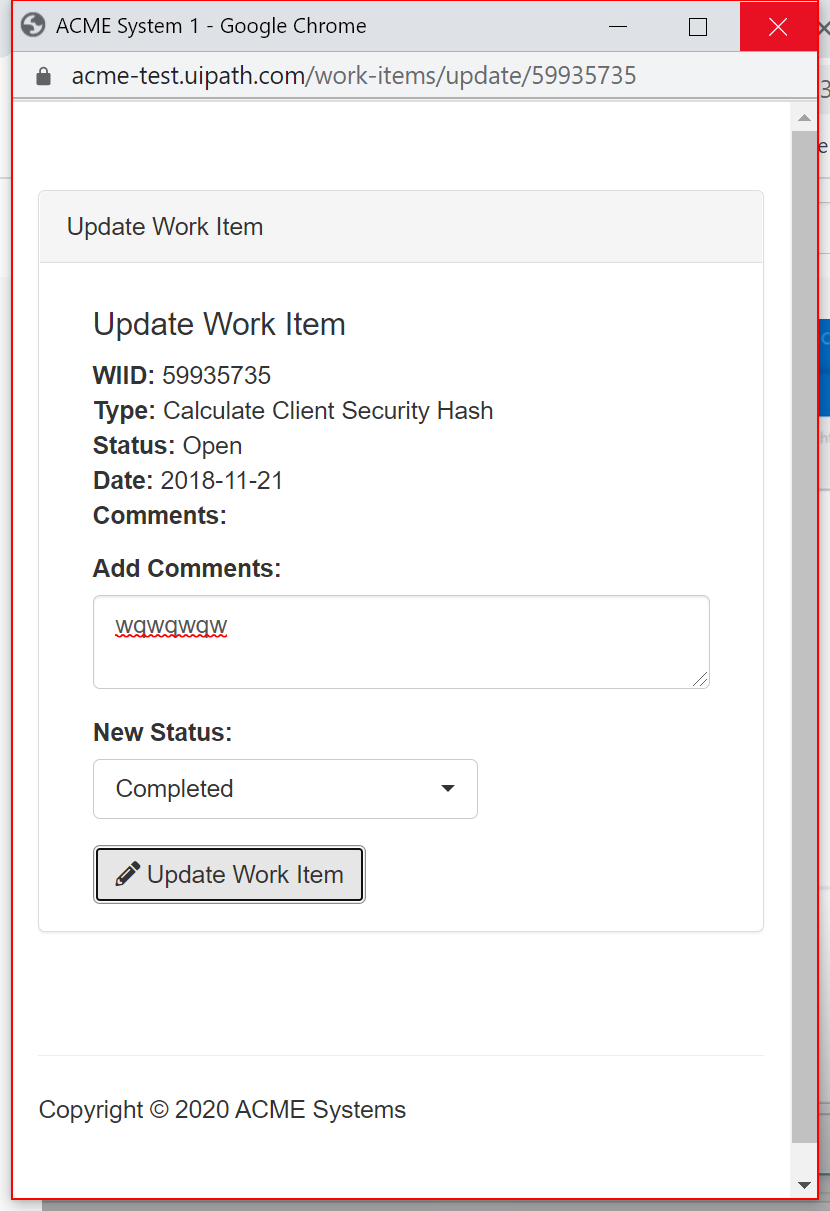 ACME System 1 - Google Chrome
acme-test.uipath.com/work-items/update/59935735
Update Work Item
Update Work Item
WIID: 59935735
Type: Calculate Client Security Hash
Status: Open
Date: 2018-11-21
Comments:
Add Comments:
wqwqwqw
New Status:
Completed
Update Work Item
Copyright © 2020 ACME Systems